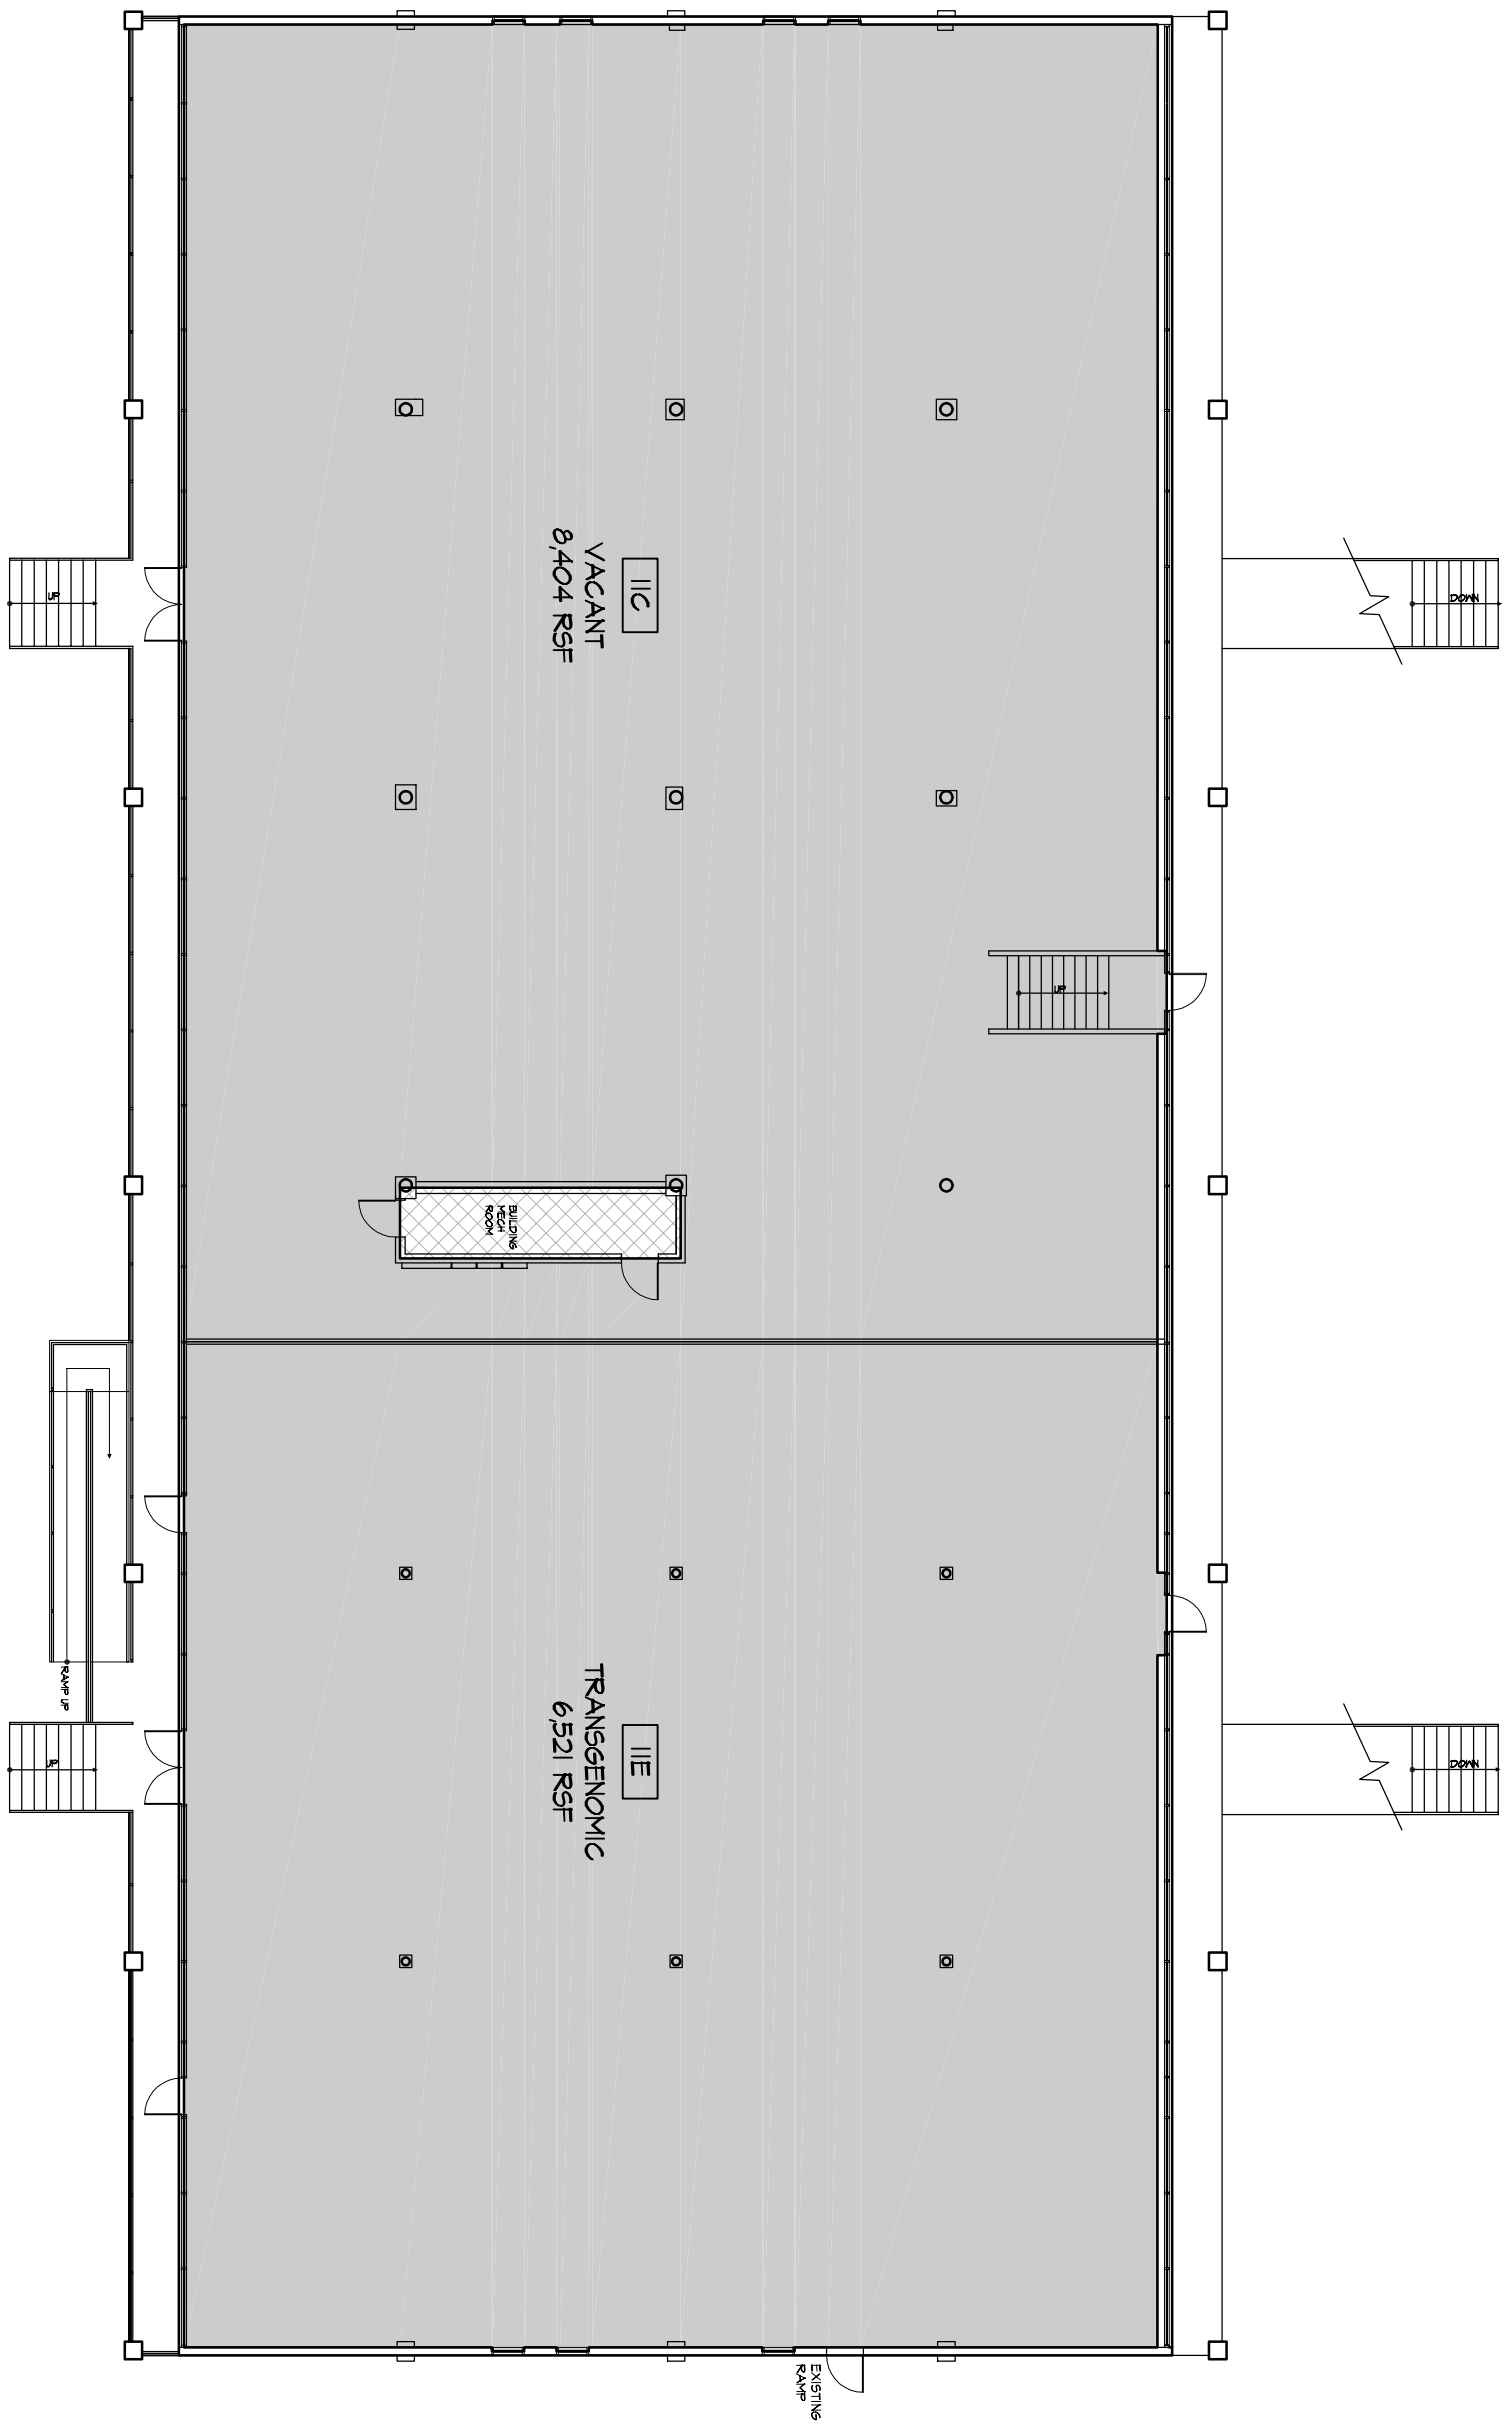 11C
VACANT
8,404 RSF
UP
DOWN
UP
BUILDING
MECH
ROOM
RAMP UP
UP
11E
TRANSGENOMIC
6,521 RSF
DOWN
EXISTING
RAMP